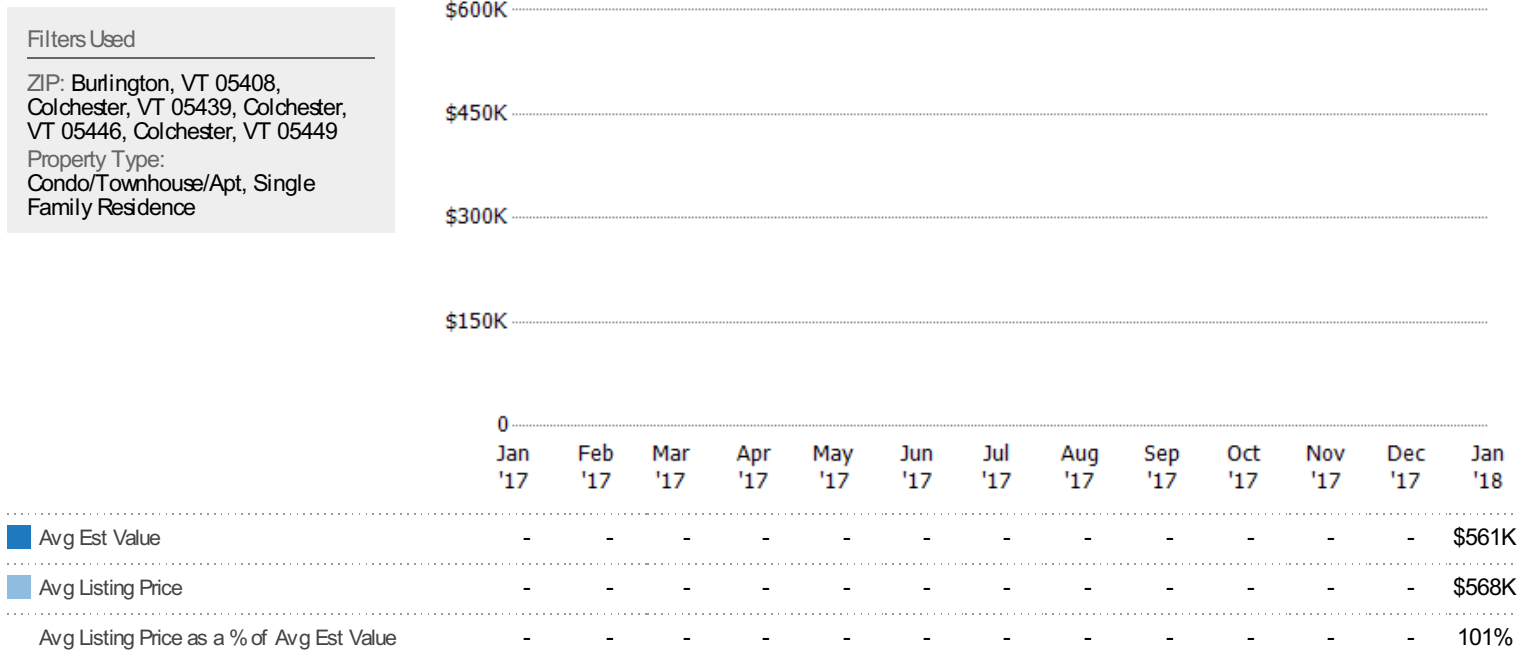 Filters Used
ZIP: Burlington, VT 05408,
Colchester, VT 05439, Colchester,
VT 05446, Colchester, VT 05449
Property Type:
Condo/Townhouse/Apt, Single
Family Residence
$600K
$450K
$300K
$150K
0
Jan Feb Mar Apr May Jun Jul Aug Sep Oct Nov Dec Jan
'17 '17 '17 '17 '17 '17 '17 '17 '17 '17 '17 '17 '18
Avg Est Value - - - - - - - - - - - - $561K
Avg Listing Price - - - - - - - - - - - - $568K
Avg Listing Price as a % of Avg Est Value - - - - - - - - - - - - 101%